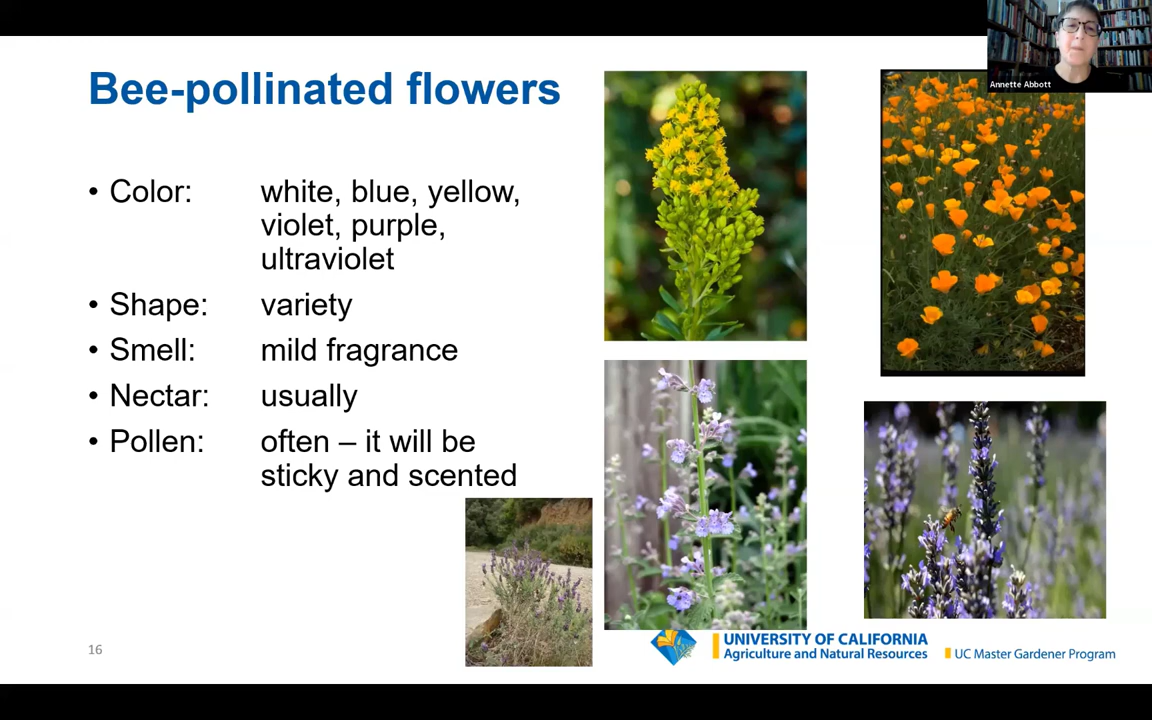 Annette Abbott
Bee-pollinated flowers
• Color: white, blue, yellow,
violet, purple,
ultraviolet
• Shape: variety
• Smell: mild fragrance
• Nectar: usually
• Pollen: often – it will be
sticky and scented
16
UNIVERSITY OF CALIFORNIA
Agriculture and Natural Resources
UC Master Gardener Program